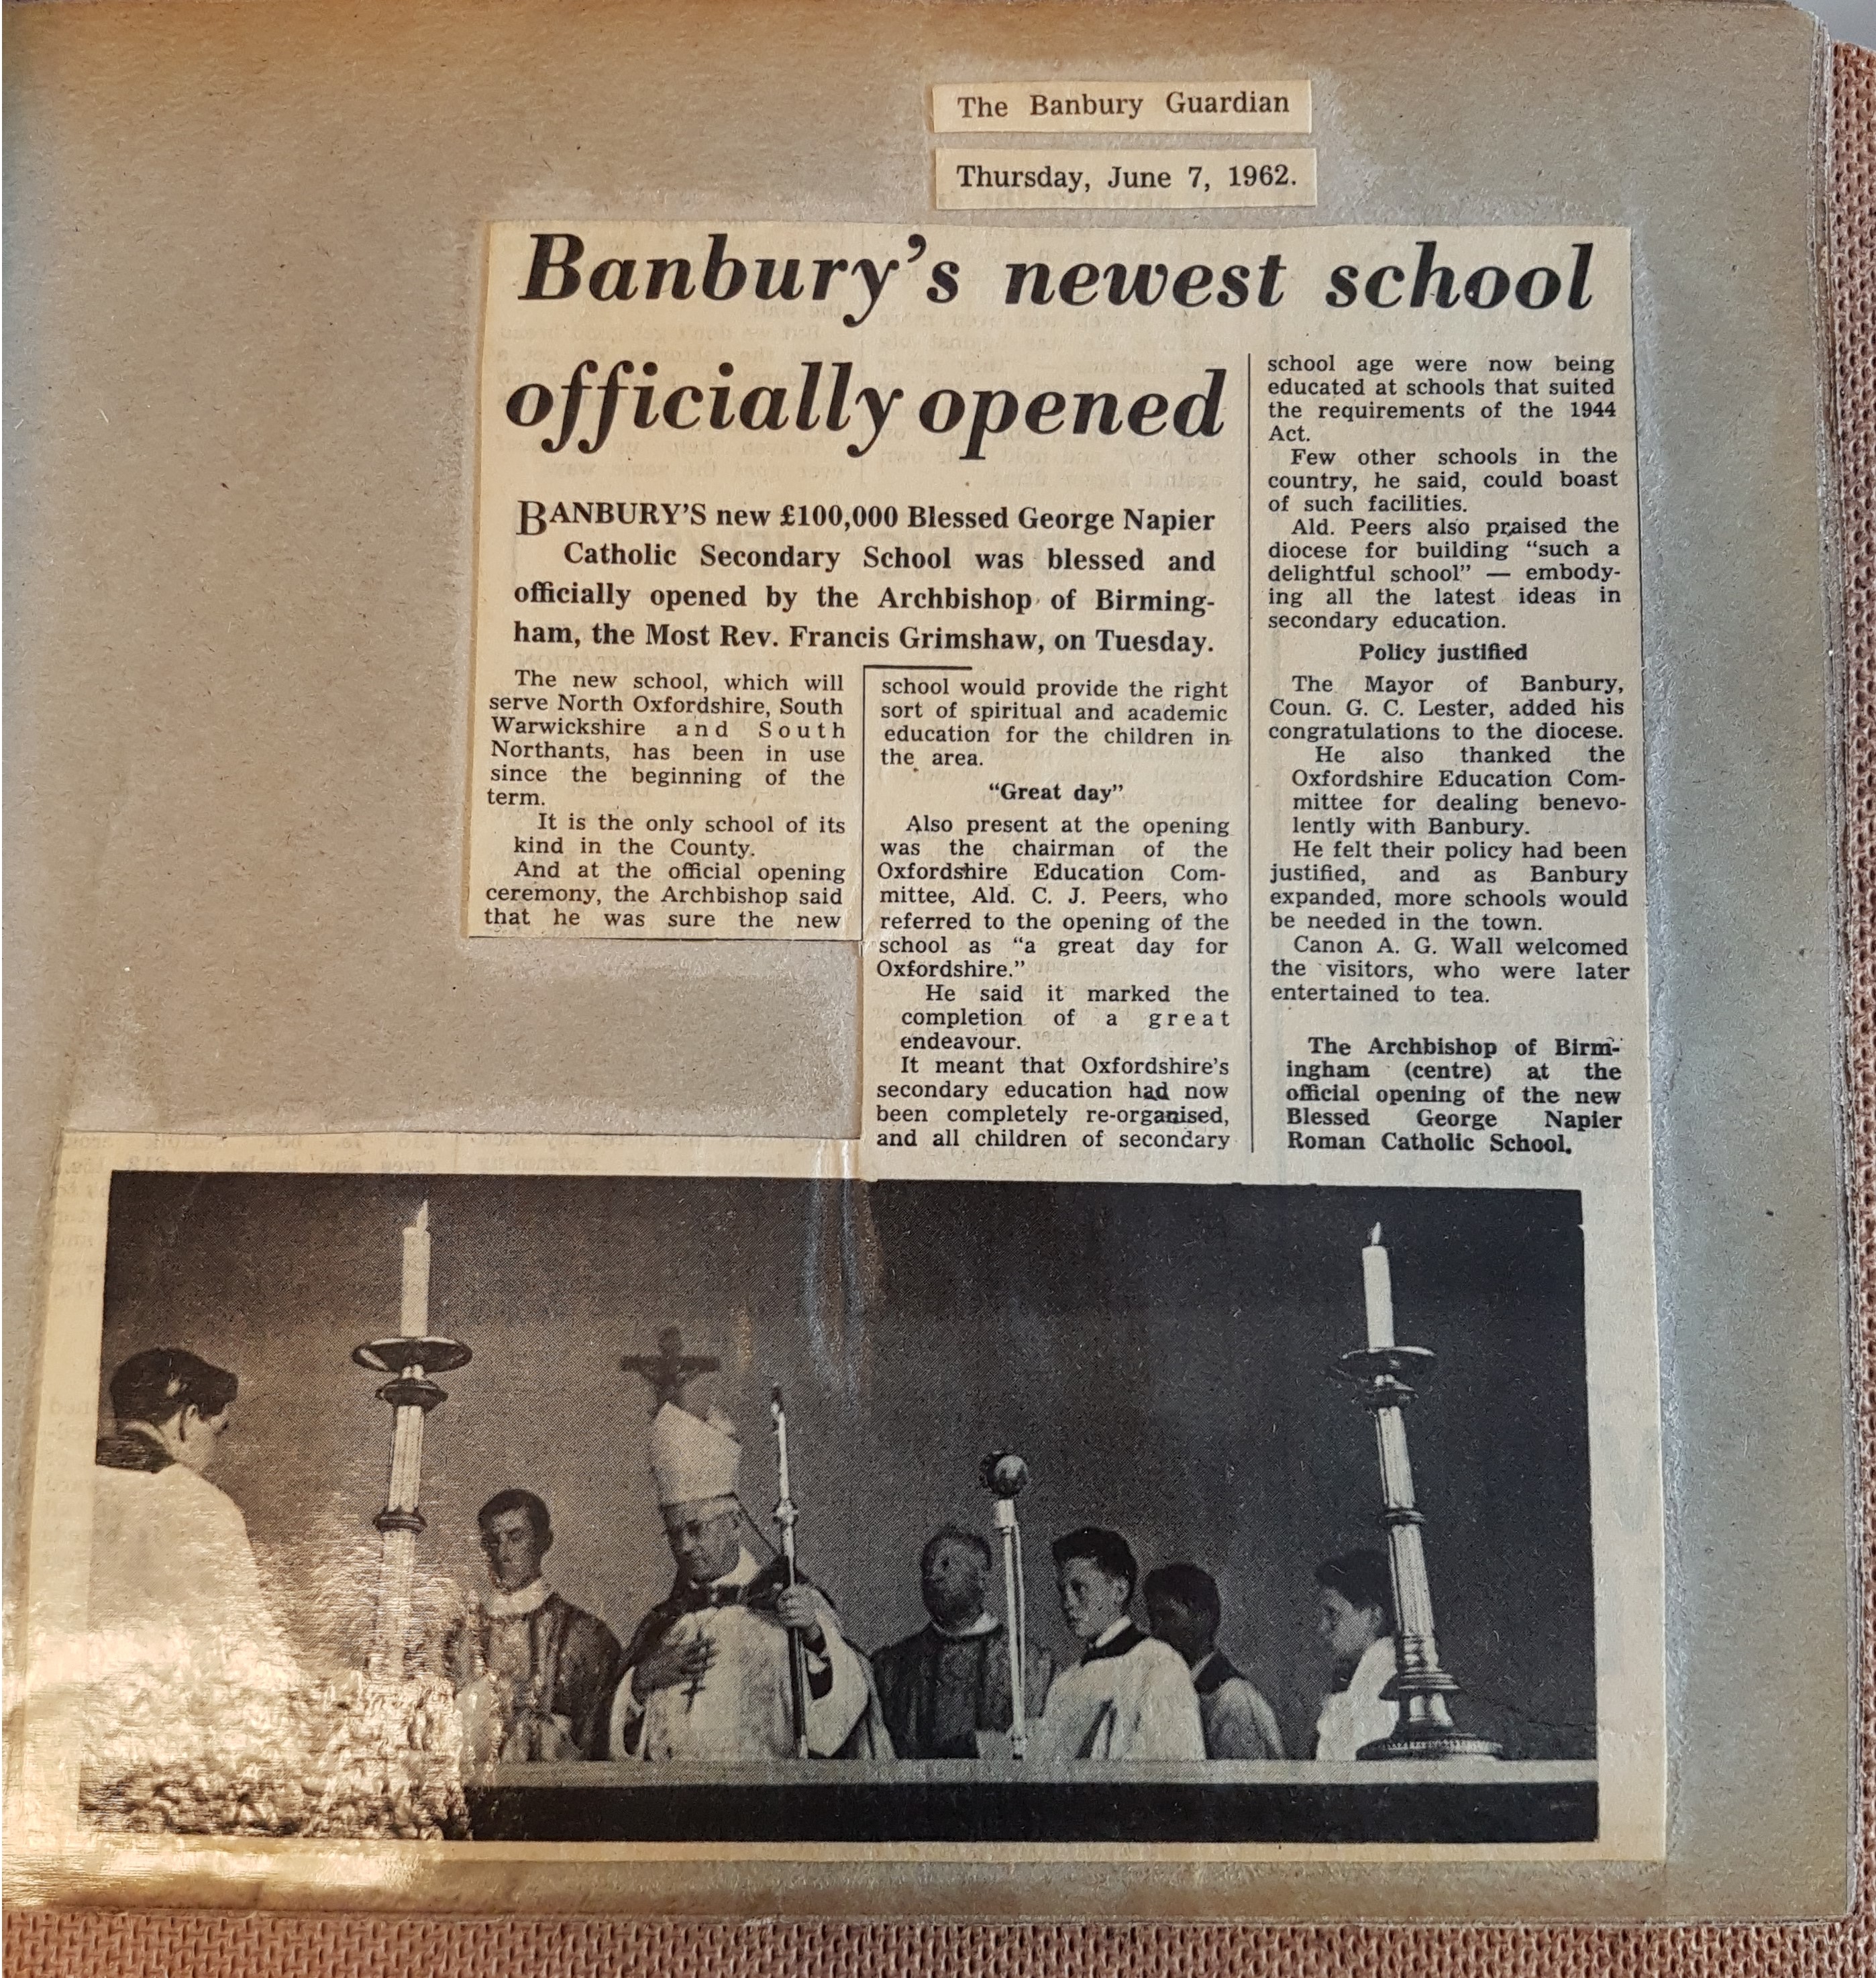 The Banbury Guardian
Thursday, June 7, 1962.
Banbury's newest school
officially opened
BANBURY'S new £100,000 Blessed George Napier
Catholic Secondary School was blessed and
officially opened by the Archbishop of Birming-
ham, the Most Rev. Francis Grimshaw, on Tuesday.
The new school, which will
serve North Oxfordshire, South
Warwickshire and South
Northants, has been in use
since the beginning of the
term.
It is the only school of its
kind in the County.
And at the official opening
ceremony, the Archbishop said
that he was sure the new
school would provide the right
sort of spiritual and academic
education for the children in
the area.
"Great day"
Also present at the opening
was the chairman of the
Oxfordshire Education Com-
mittee, Ald. C. J. Peers, who
referred to the opening of the
school as "a great day for
Oxfordshire."
He said it marked the
completion of a great
endeavour.
It meant that Oxfordshire's
secondary education had now
been completely re-organised,
and all children of secondary
school age were now being
educated at schools that suited
the requirements of the 1944
Act.
Few other schools in the
country, he said, could boast
of such facilities.
Ald. Peers also praised the
diocese for building "such a
delightful school" — embody-
ing all the latest ideas in
secondary education.
Policy justified
The Mayor of Banbury,
Coun. G. C. Lester, added his
congratulations to the diocese.
He also thanked the
Oxfordshire Education Com-
mittee for dealing benevo-
lently with Banbury.
He felt their policy had been
justified, and as Banbury
expanded, more schools would
be needed in the town.
Canon A. G. Wall welcomed
the visitors, who were later
entertained to tea.
The Archbishop of Birm-
ingham (centre) at the
official opening of the new
Blessed George Napier
Roman Catholic School.